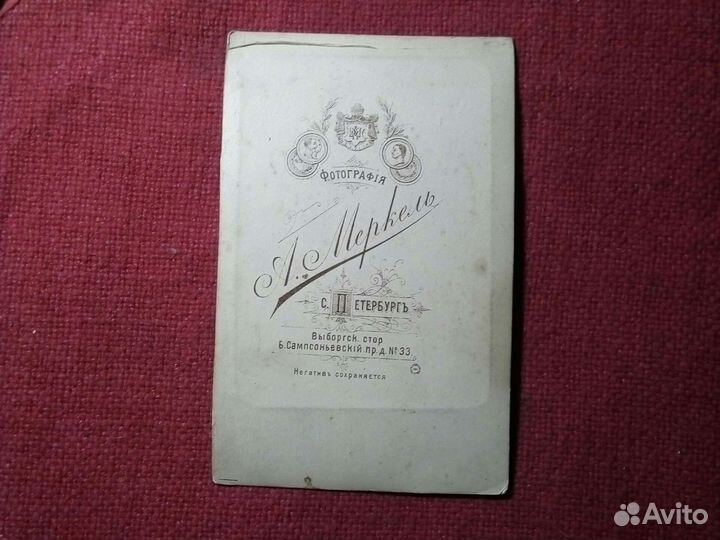 Фотографія
А. Меркель
С. Петербургъ
Выборгск. стор
Б. Сампсоньевскій пр. д. № 33.
Негативъ сохраняется
Avito